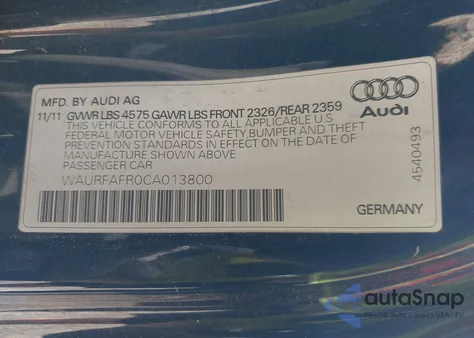 MFD. BY AUDI AG
11/11 GVWR LBS 4575 GAWR LBS FRONT 2326/REAR 2359
THIS VEHICLE CONFORMS TO ALL APPLICABLE U.S.
FEDERAL MOTOR VEHICLE SAFETY, BUMPER AND THEFT
PREVENTION STANDARDS IN EFFECT ON THE DATE OF
MANUFACTURE SHOWN ABOVE
PASSENGER CAR
WAURFAFR0CA013800
Audi
4540493
GERMANY
autoSnap